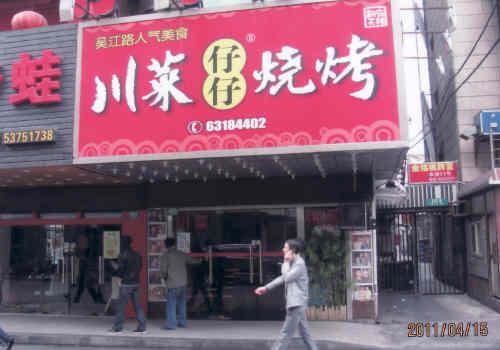 吴江路人气美食
川菜 仔仔 烧烤
®
✆63184402
蛙
53751738
2011/04/15